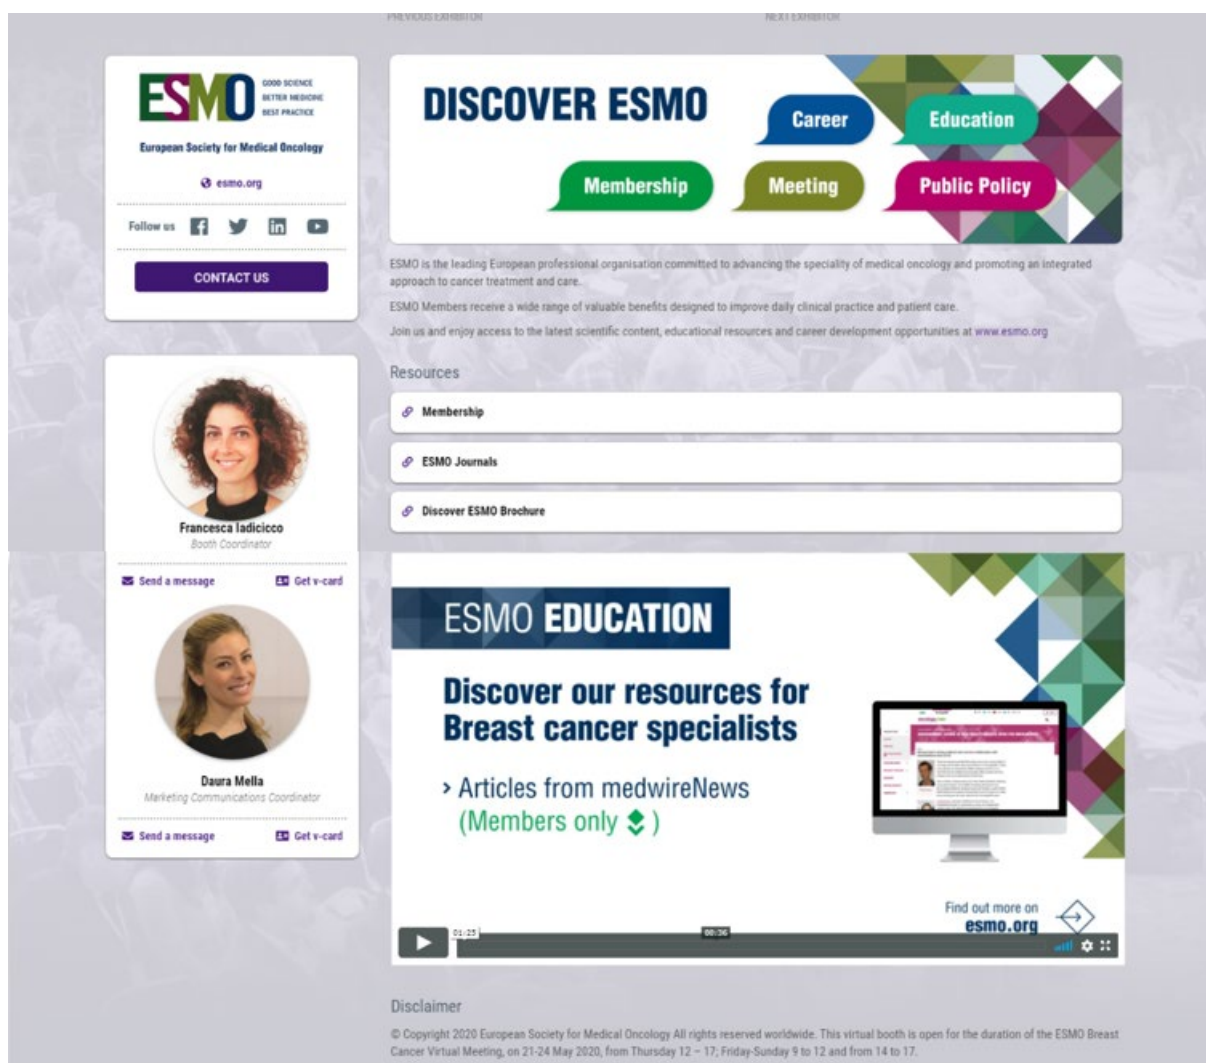 PREVIOUS EXHIBITOR
NEXT EXHIBITOR
ESMO
GOOD SCIENCE
BETTER MEDICINE
BEST PRACTICE
European Society for Medical Oncology
esmo.org
Follow us
CONTACT US
Francesca Iadicicco
Booth Coordinator
Send a message
Get v-card
Daura Mella
Marketing Communications Coordinator
Send a message
Get v-card
DISCOVER ESMO
Career
Education
Membership
Meeting
Public Policy
ESMO is the leading European professional organisation committed to advancing the speciality of medical oncology and promoting an integrated
approach to cancer treatment and care.
ESMO Members receive a wide range of valuable benefits designed to improve daily clinical practice and patient care.
Join us and enjoy access to the latest scientific content, educational resources and career development opportunities at www.esmo.org
Resources
Membership
ESMO Journals
Discover ESMO Brochure
ESMO EDUCATION
Discover our resources for
Breast cancer specialists
› Articles from medwireNews
(Members only )
Find out more on
esmo.org
01:25
00:36
Disclaimer
© Copyright 2020 European Society for Medical Oncology All rights reserved worldwide. This virtual booth is open for the duration of the ESMO Breast
Cancer Virtual Meeting, on 21-24 May 2020, from Thursday 12 – 17; Friday-Sunday 9 to 12 and from 14 to 17.